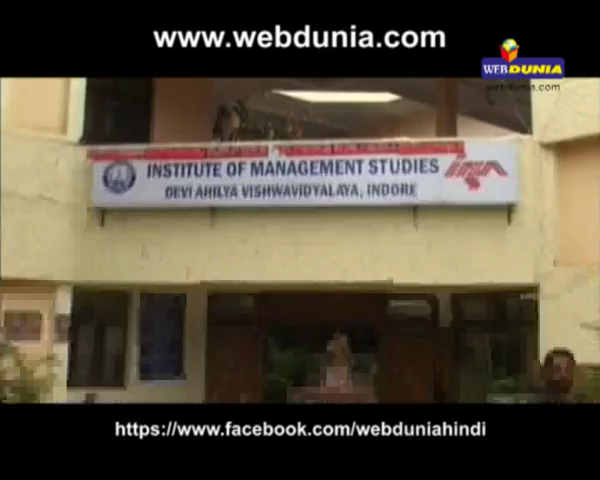 www.webdunia.com
WEBDUNIA
webdunia.com
INSTITUTE OF MANAGEMENT STUDIES
DEVI AHILYA VISHWAVIDYALAYA, INDORE
https://www.facebook.com/webduniahindi